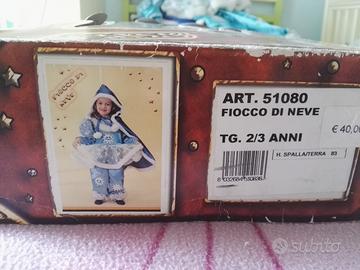 FIOCCO DI
NEVE
ART. 51080
FIOCCO DI NEVE
TG. 2/3 ANNI
€ 40,00
H. SPALLA/TERRA 83
subito